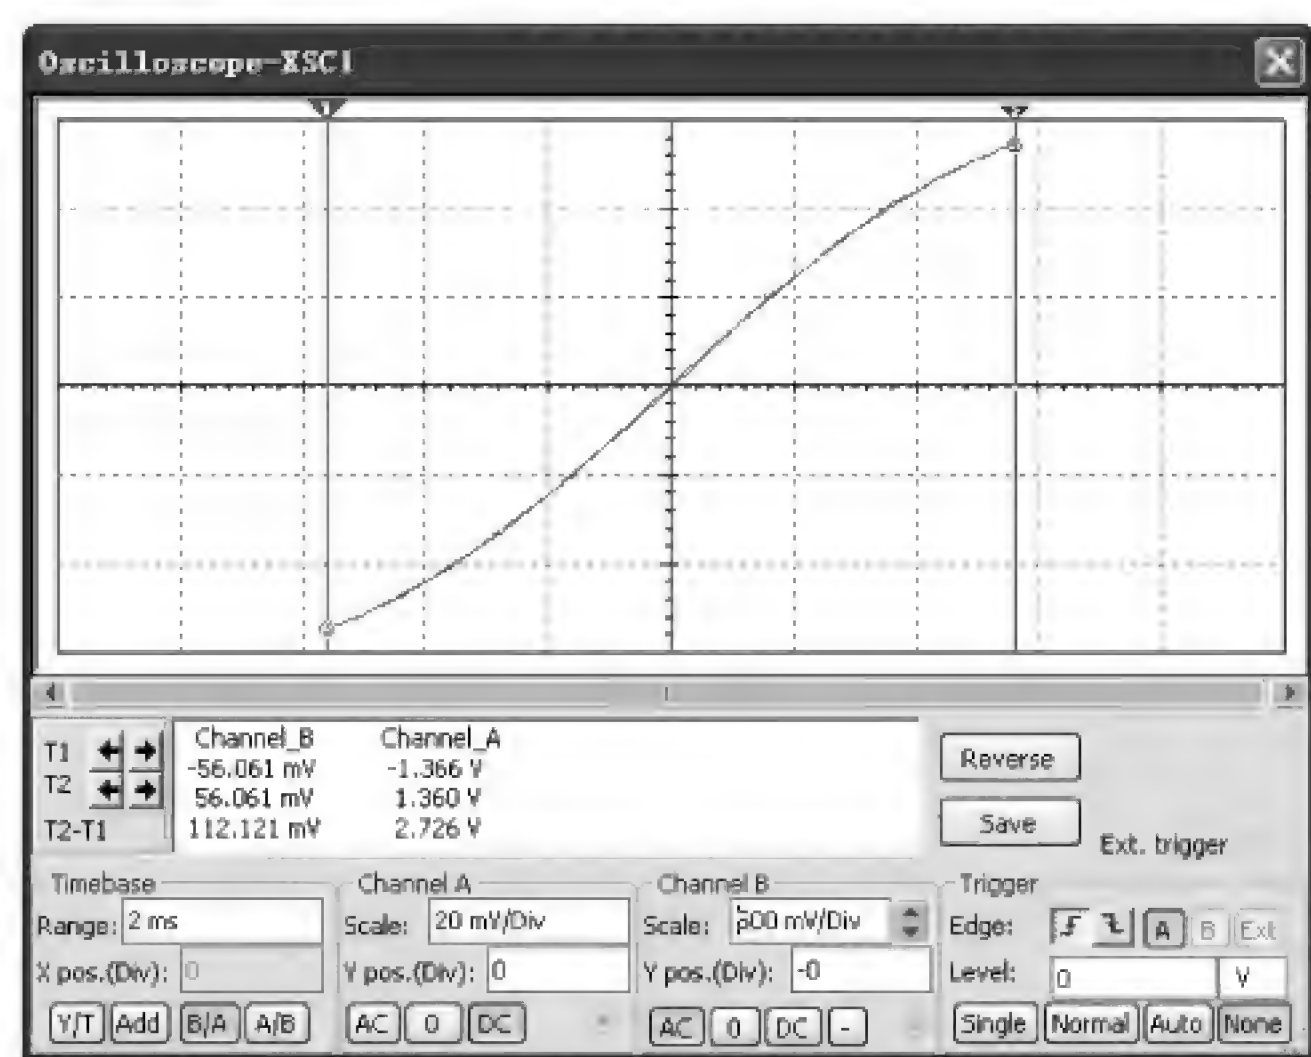 Oscilloscope-XSC1
1
T1
T2
T2-T1
Channel_B Channel_A
-56.061 mV -1.366 V
56.061 mV 1.360 V
112.121 mV 2.726 V
Reverse
Save
Ext. trigger
Timebase
Range: 2 ms
X pos.(Div): 0
Y/T Add B/A A/B
Channel A
Scale: 20 mV/Div
Y pos.(Div): 0
AC 0 DC
Channel B
Scale: 500 mV/Div
Y pos.(Div): -0
AC 0 DC -
Trigger
Edge: A B Ext
Level: 0 V
Single Normal Auto None